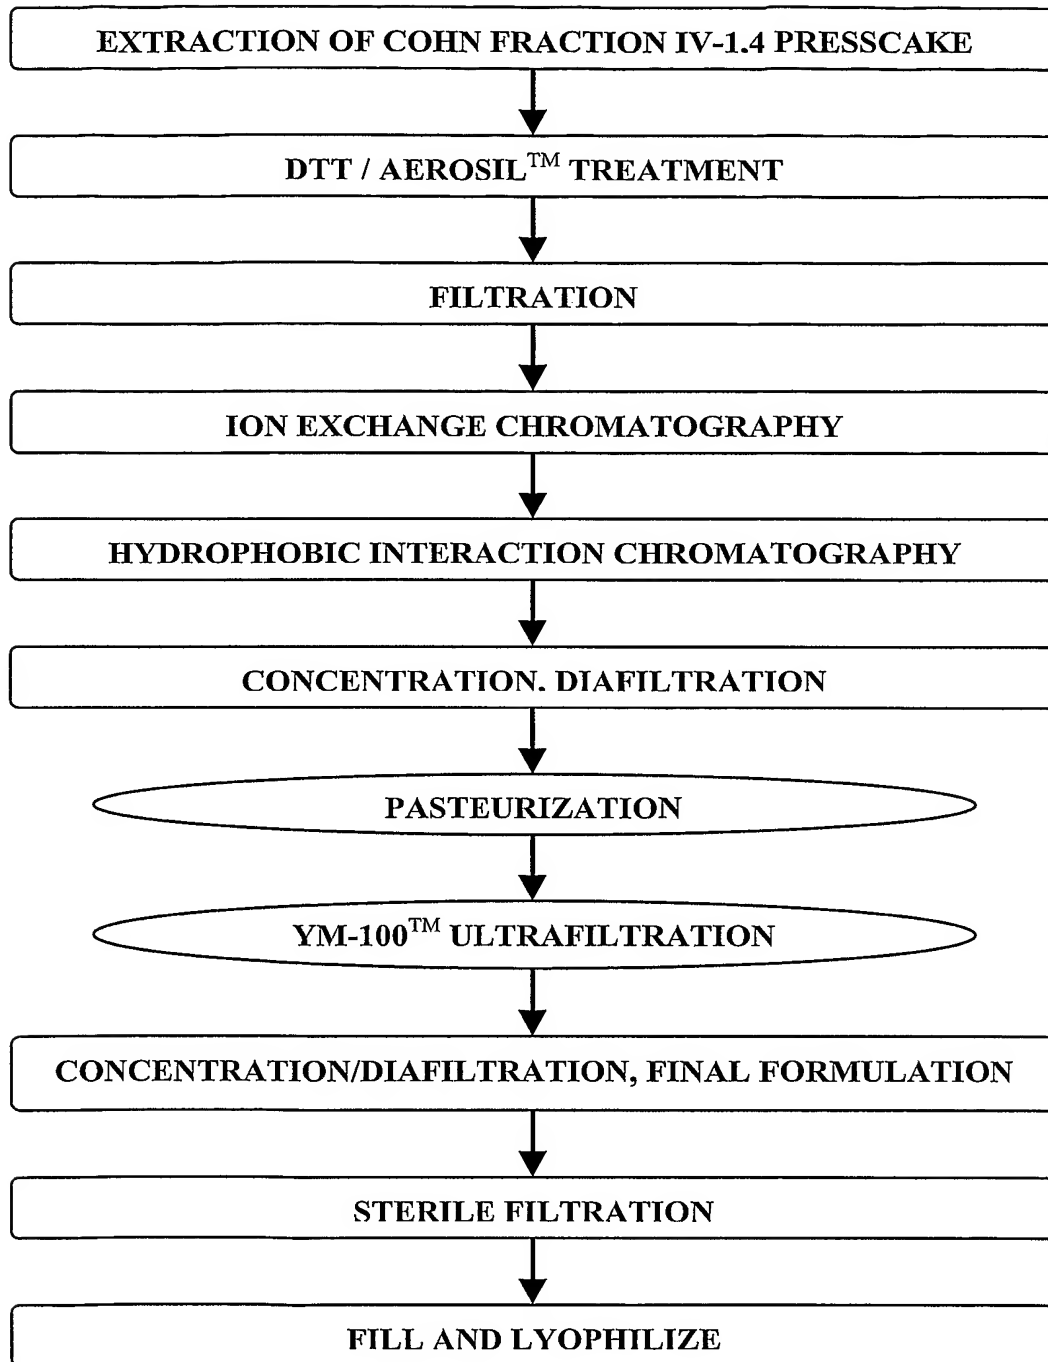 EXTRACTION OF COHN FRACTION IV-1.4 PRESSCAKE
DTT / AEROSIL™ TREATMENT
FILTRATION
ION EXCHANGE CHROMATOGRAPHY
HYDROPHOBIC INTERACTION CHROMATOGRAPHY
CONCENTRATION. DIAFILTRATION
PASTEURIZATION
YM-100™ ULTRAFILTRATION
CONCENTRATION/DIAFILTRATION, FINAL FORMULATION
STERILE FILTRATION
FILL AND LYOPHILIZE